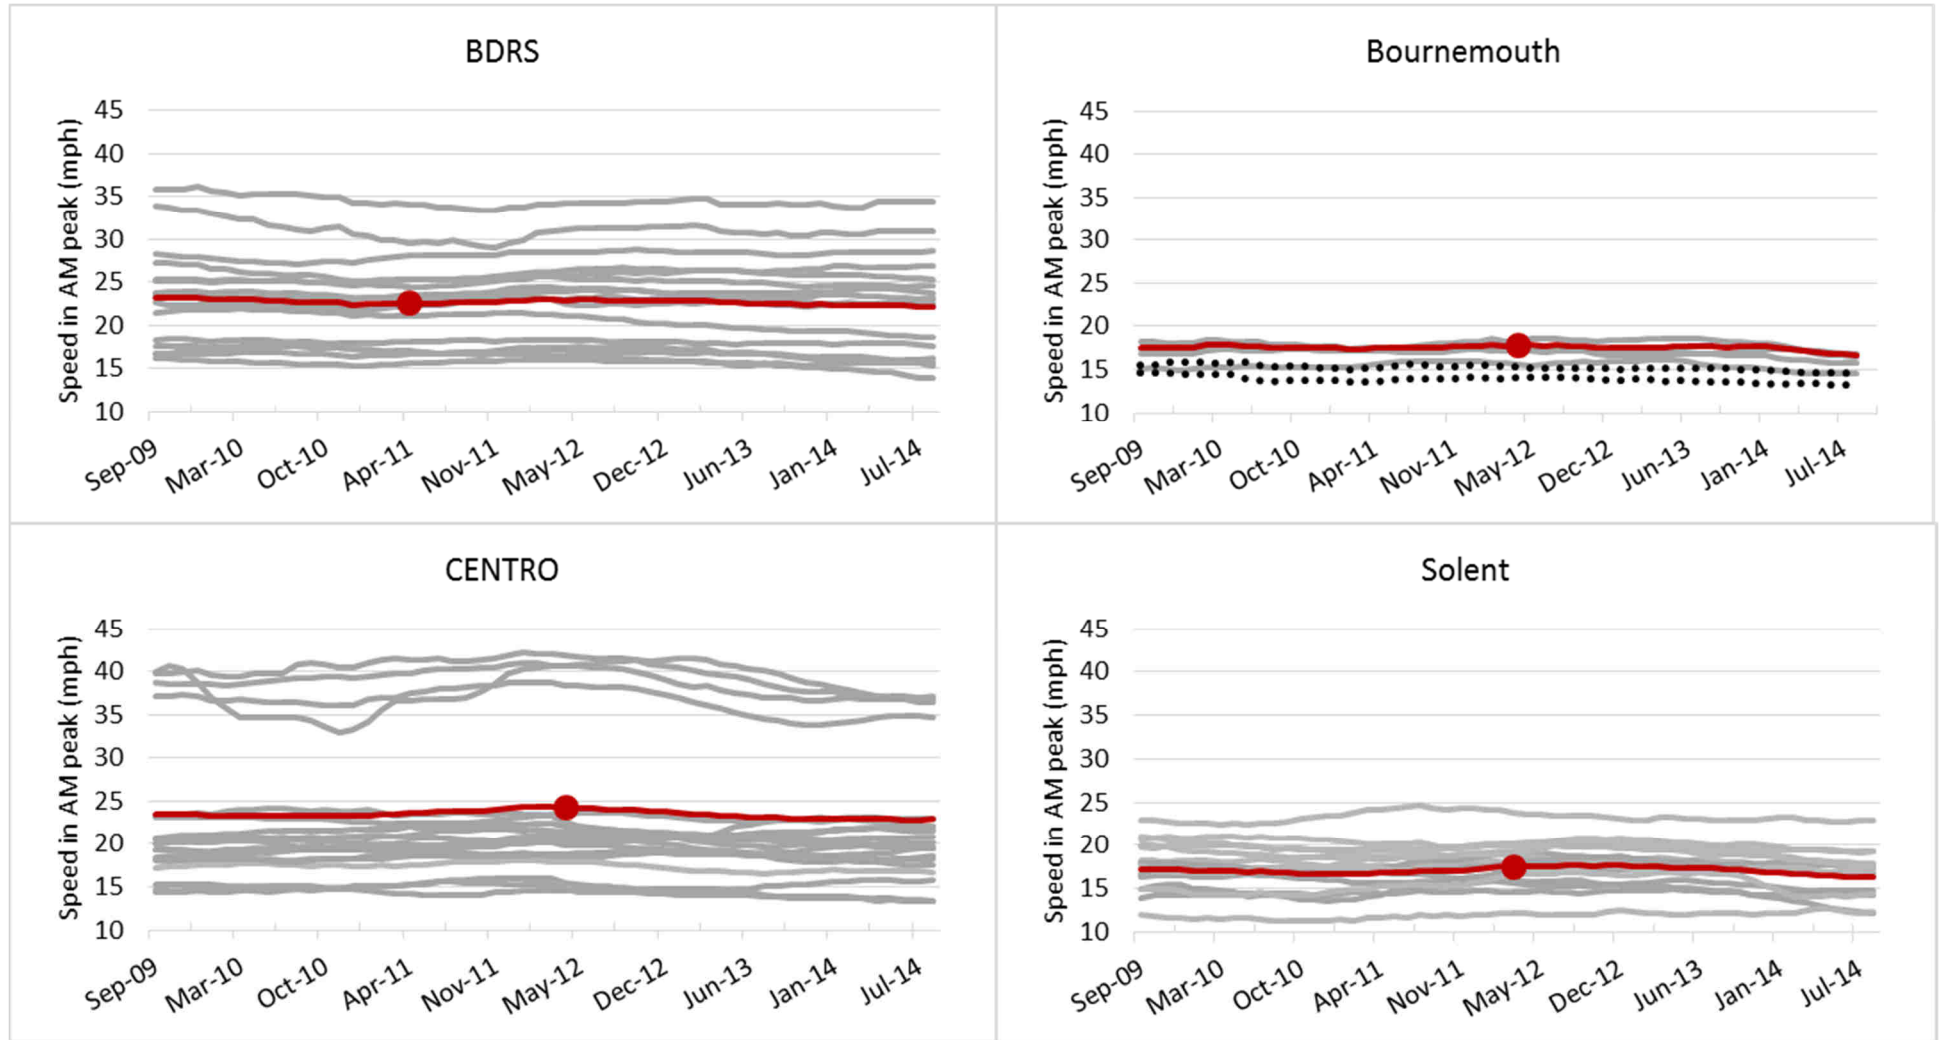 BDRS
Speed in AM peak (mph)
45
40
35
30
25
20
15
10
Sep-09
Mar-10
Oct-10
Apr-11
Nov-11
May-12
Dec-12
Jun-13
Jan-14
Jul-14
Bournemouth
Speed in AM peak (mph)
45
40
35
30
25
20
15
10
Sep-09
Mar-10
Oct-10
Apr-11
Nov-11
May-12
Dec-12
Jun-13
Jan-14
Jul-14
CENTRO
Speed in AM peak (mph)
45
40
35
30
25
20
15
10
Sep-09
Mar-10
Oct-10
Apr-11
Nov-11
May-12
Dec-12
Jun-13
Jan-14
Jul-14
Solent
Speed in AM peak (mph)
45
40
35
30
25
20
15
10
Sep-09
Mar-10
Oct-10
Apr-11
Nov-11
May-12
Dec-12
Jun-13
Jan-14
Jul-14